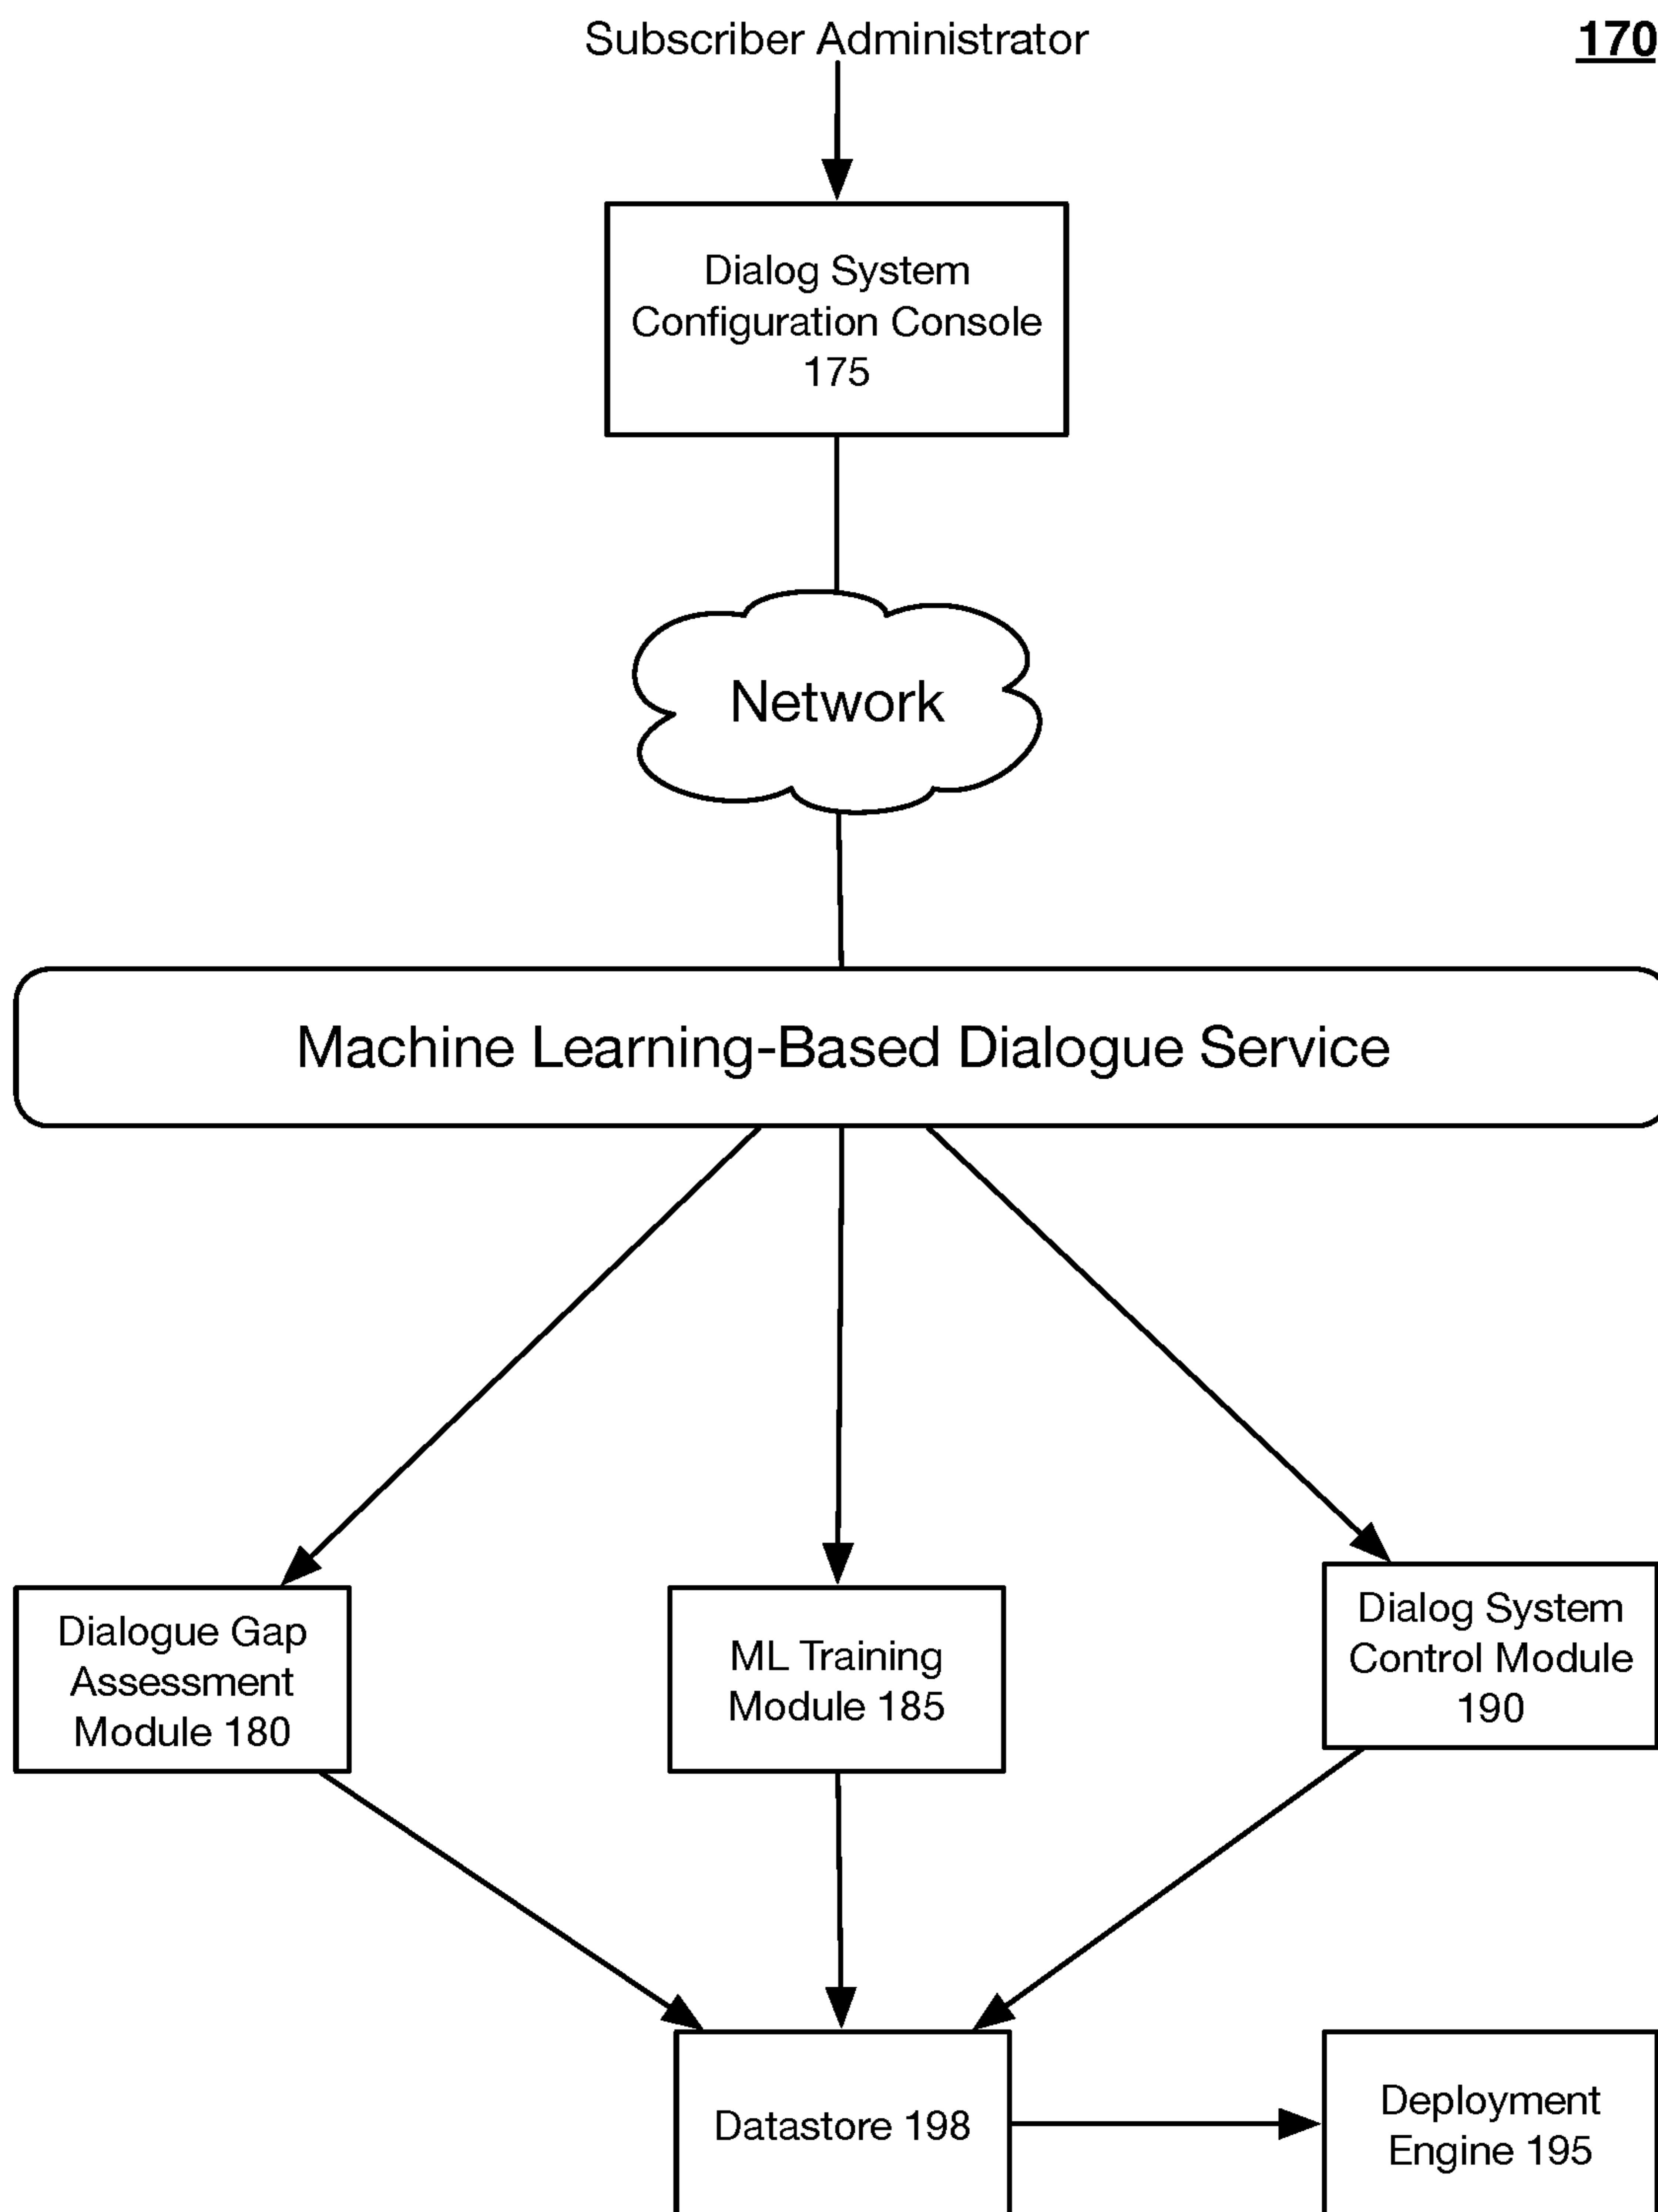 Subscriber Administrator
170
Dialog System
Configuration Console
175
Network
Machine Learning-Based Dialogue Service
Dialogue Gap
Assessment
Module 180
ML Training
Module 185
Dialog System
Control Module
190
Datastore 198
Deployment
Engine 195